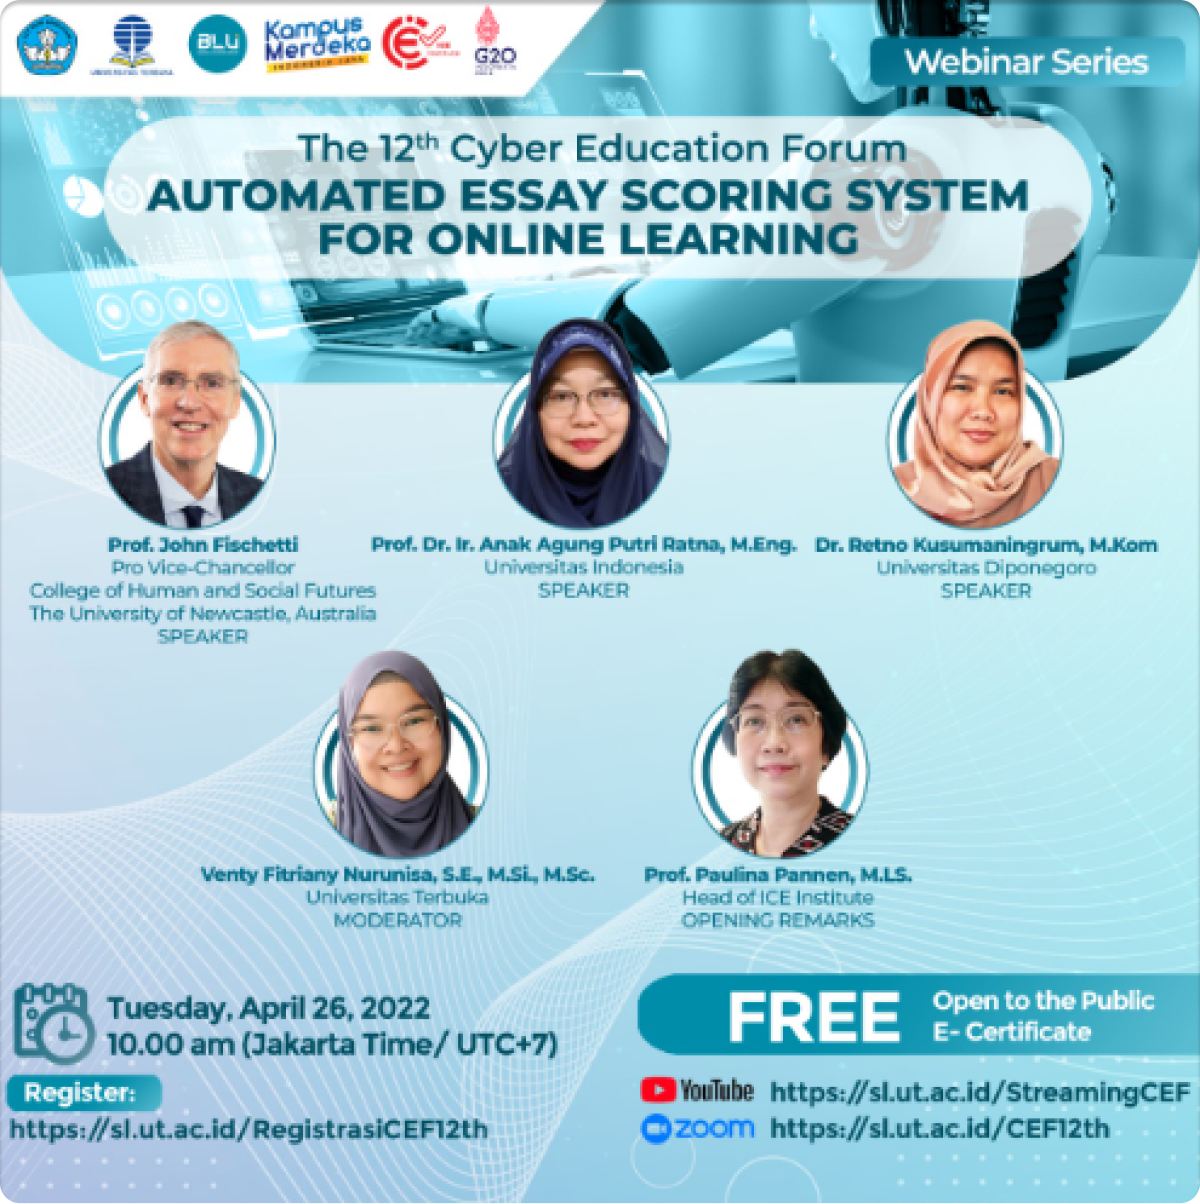 UNIVERSITAS TERBUKA
BLU
Kampus
Merdeka
INDONESIA JAYA
G20
Webinar Series
The 12th Cyber Education Forum
AUTOMATED ESSAY SCORING SYSTEM
FOR ONLINE LEARNING
Prof. John Fischetti
Pro Vice-Chancellor
College of Human and Social Futures
The University of Newcastle, Australia
SPEAKER
Prof. Dr. Ir. Anak Agung Putri Ratna, M.Eng.
Universitas Indonesia
SPEAKER
Dr. Retno Kusumaningrum, M.Kom
Universitas Diponegoro
SPEAKER
Venty Fitriany Nurunisa, S.E., M.Si., M.Sc.
Universitas Terbuka
MODERATOR
Prof. Paulina Pannen, M.LS.
Head of ICE Institute
OPENING REMARKS
Tuesday, April 26, 2022
10.00 am (Jakarta Time/ UTC+7)
Register:
https://sl.ut.ac.id/RegistrasiCEF12th
FREE
Open to the Public
E- Certificate
YouTube https://sl.ut.ac.id/StreamingCEF
zoom https://sl.ut.ac.id/CEF12th